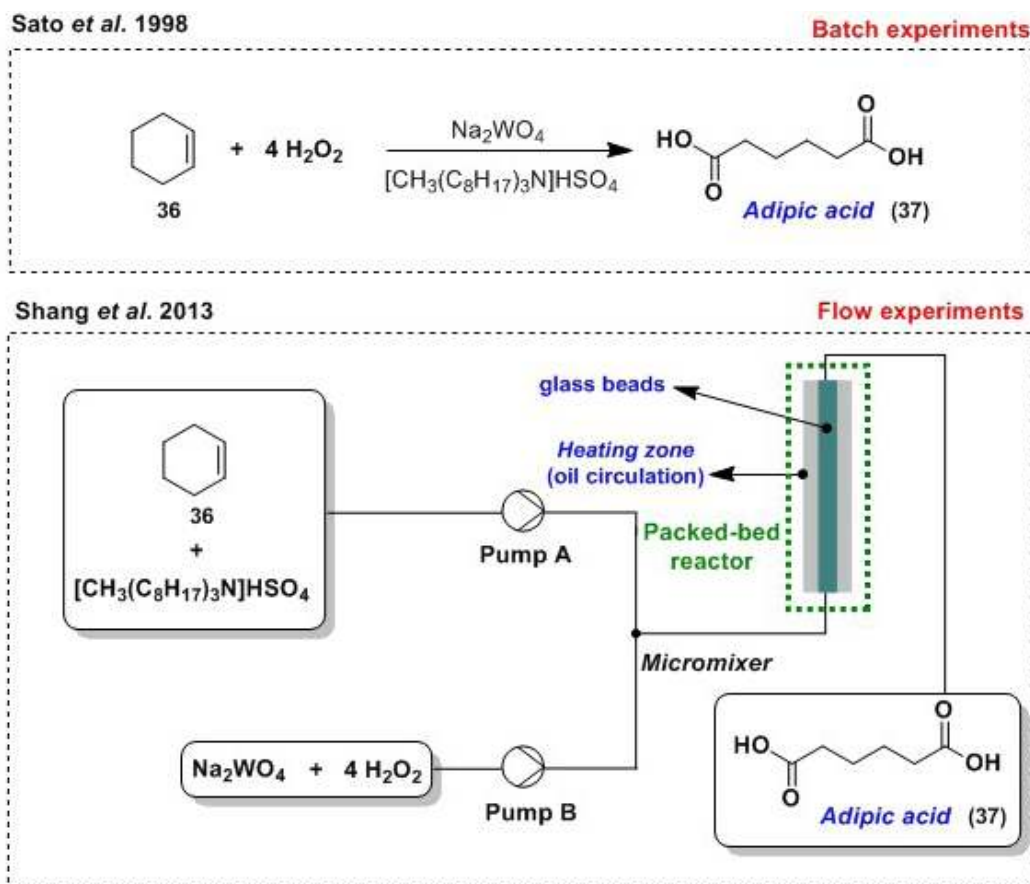 Sato et al. 1998
Batch experiments
36
+ 4 H₂O₂
Na₂WO₄
[CH₃(C₈H₁₇)₃N]HSO₄
HO
O
O
OH
Adipic acid (37)
Shang et al. 2013
Flow experiments
36
+
[CH₃(C₈H₁₇)₃N]HSO₄
Pump A
glass beads
Heating zone
(oil circulation)
Packed-bed
reactor
Micromixer
Na₂WO₄ + 4 H₂O₂
Pump B
O
HO
OH
O
Adipic acid (37)